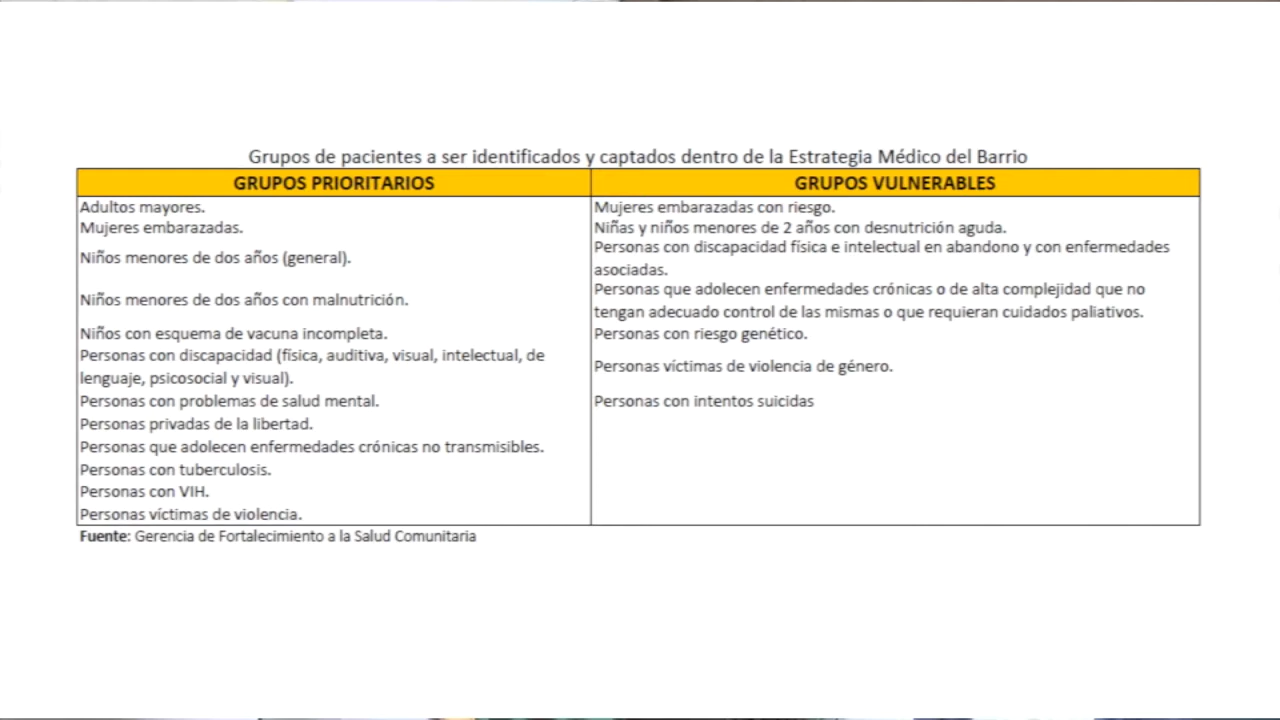 Grupos de pacientes a ser identificados y captados dentro de la Estrategia Médico del Barrio
GRUPOS PRIORITARIOS
Adultos mayores.
Mujeres embarazadas.
Niños menores de dos años (general).
Niños menores de dos años con malnutrición.
Niños con esquema de vacuna incompleta.
Personas con discapacidad (física, auditiva, visual, intelectual, de
lenguaje, psicosocial y visual).
Personas con problemas de salud mental.
Personas privadas de la libertad.
Personas que adolecen enfermedades crónicas no transmisibles.
Personas con tuberculosis.
Personas con VIH.
Personas víctimas de violencia.
GRUPOS VULNERABLES
Mujeres embarazadas con riesgo.
Niñas y niños menores de 2 años con desnutrición aguda.
Personas con discapacidad física e intelectual en abandono y con enfermedades
asociadas.
Personas que adolecen enfermedades crónicas o de alta complejidad que no
tengan adecuado control de las mismas o que requieran cuidados paliativos.
Personas con riesgo genético.
Personas víctimas de violencia de género.
Personas con intentos suicidas
Fuente: Gerencia de Fortalecimiento a la Salud Comunitaria